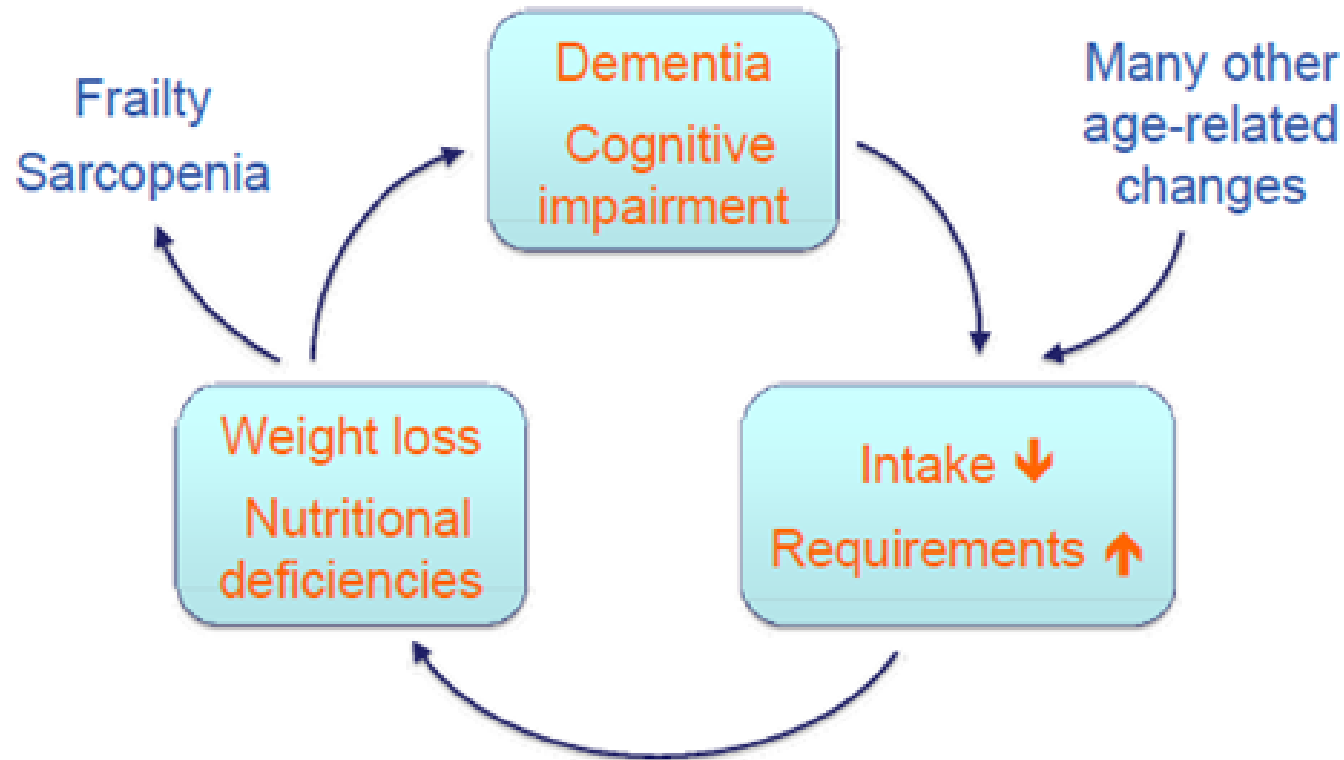 Dementia
Cognitive
impairment
Many other
age-related
changes
Frailty
Sarcopenia
Weight loss
Nutritional
deficiencies
Intake ↓
Requirements ↑